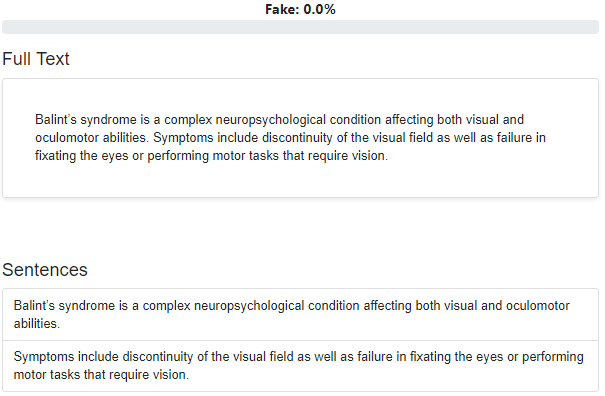 Fake: 0.0%
Full Text
Balint's syndrome is a complex neuropsychological condition affecting both visual and
oculomotor abilities. Symptoms include discontinuity of the visual field as well as failure in
fixating the eyes or performing motor tasks that require vision.
Sentences
Balint's syndrome is a complex neuropsychological condition affecting both visual and oculomotor
abilities.
Symptoms include discontinuity of the visual field as well as failure in fixating the eyes or performing
motor tasks that require vision.